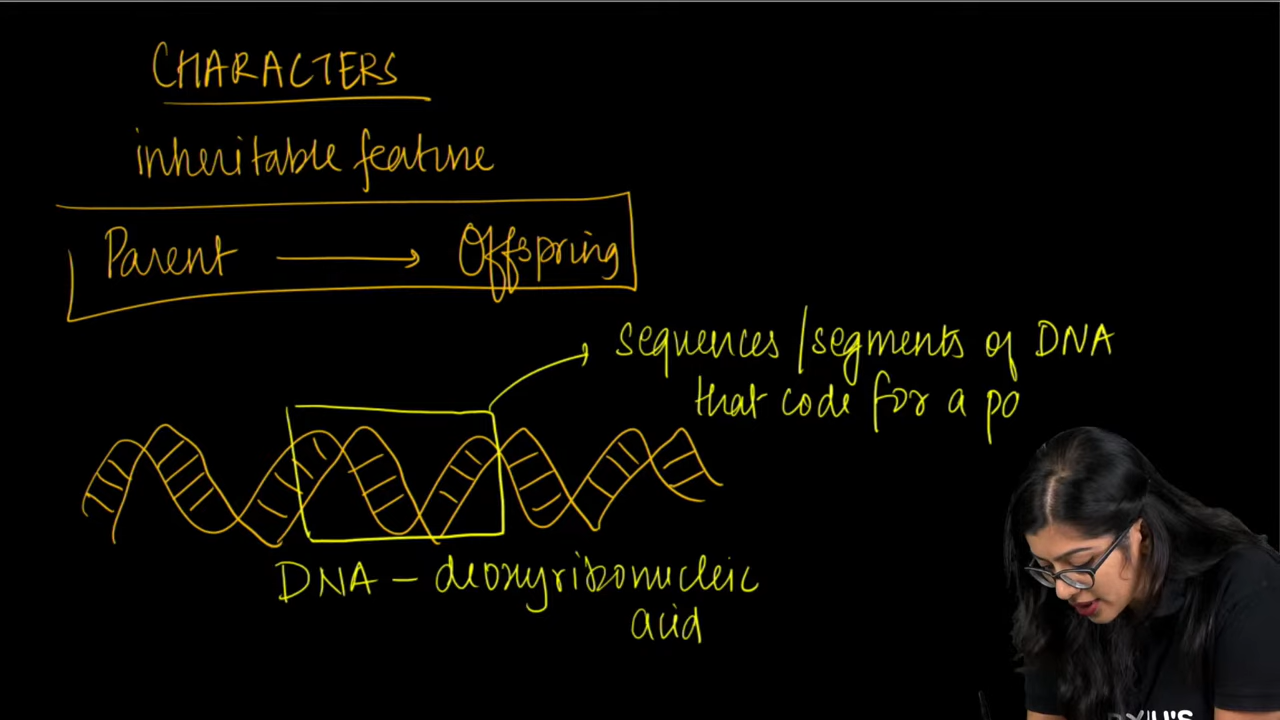 CHARACTERS
inheritable feature
Parent → Offspring
sequences/segments of DNA
that code for a po
DNA – deoxyribonucleic
acid